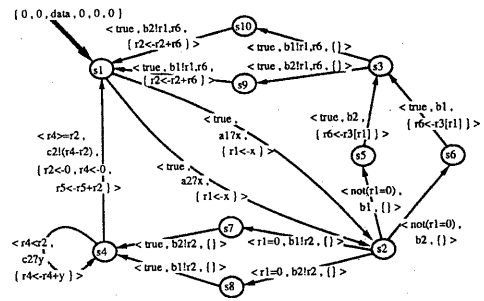 { 0 , 0 , data , 0 , 0 , 0 }
< true , b2!r1,r6 ,
{ r2<-r2+r6 } >
s10
< true , b1!r1,r6 , {} >
s1
< true , b1!r1,r6 ,
{ r2<-r2+r6 } >
s9
< true , b2!r1,r6 , {} >
s3
< true ,
a1?x ,
{ r1<-x } >
< true , b2 ,
{ r6<-r3[r1] } >
< true , b1 ,
{ r6<-r3[r1] } >
< r4>=r2 ,
c2!(r4-r2) ,
{ r2<-0 , r4<-0 ,
r5<-r5+r2 } >
< true ,
a2?x ,
{ r1<-x } >
s5
s6
< not(r1=0) ,
b1 , {} >
< not(r1=0) ,
b2 , {} >
< r4<r2 ,
c2?y ,
{ r4<-r4+y } >
s4
s7
< true , b2!r2 , {} >
< r1=0 , b1!r2 , {} >
s2
< true , b1!r2 , {} >
s8
< r1=0 , b2!r2 , {} >